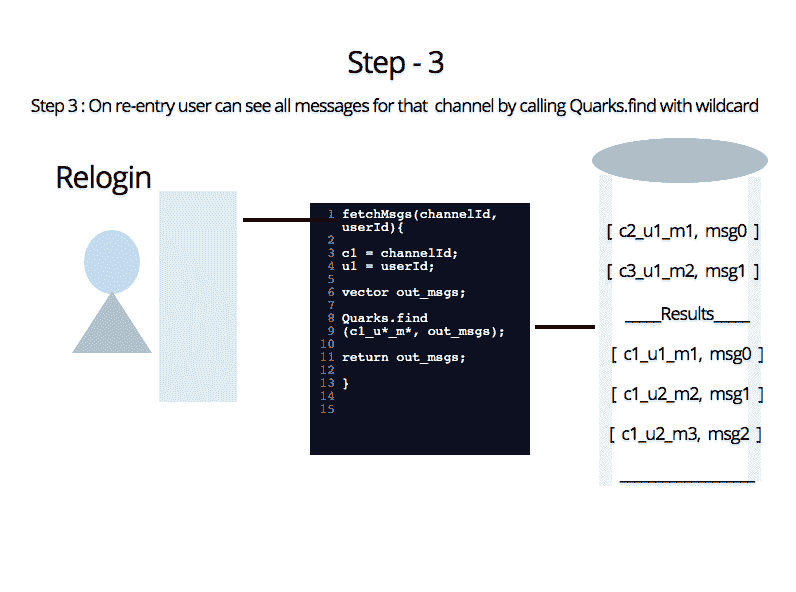 Step - 3
Step 3 : On re-entry user can see all messages for that channel by calling Quarks.find with wildcard
Relogin
1 fetchMsgs(channelId,
userId){
2
3 c1 = channelId;
4 u1 = userId;
5
6 vector out_msgs;
7
8 Quarks.find
9 (c1_u*_m*, out_msgs);
10
11 return out_msgs;
12
13 }
14
15
[ c2_u1_m1, msg0 ]
[ c3_u1_m2, msg1 ]
_____Results_____
[ c1_u1_m1, msg0 ]
[ c1_u2_m2, msg1 ]
[ c1_u2_m3, msg2 ]
___________________